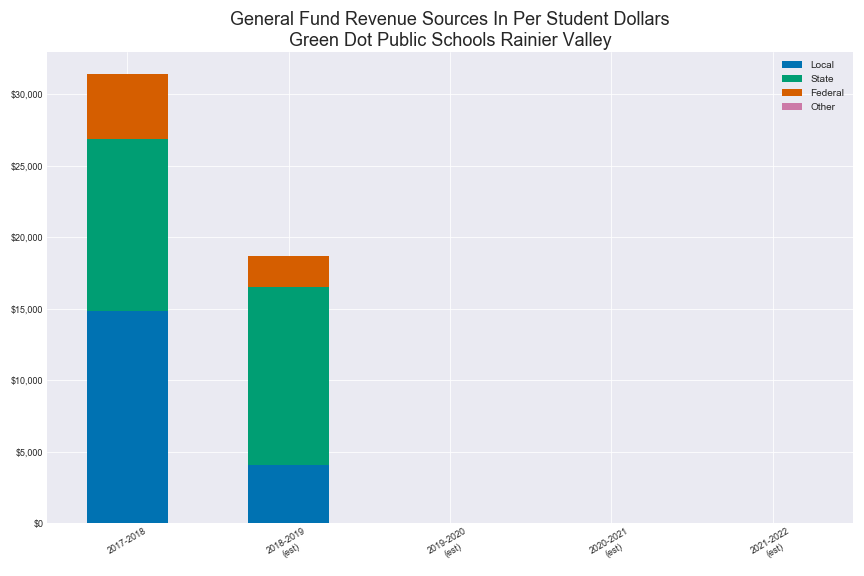 General Fund Revenue Sources In Per Student Dollars
Green Dot Public Schools Rainier Valley
Local
State
Federal
Other
$30,000
$25,000
$20,000
$15,000
$10,000
$5,000
$0
2017-2018
2018-2019
(est)
2019-2020
(est)
2020-2021
(est)
2021-2022
(est)